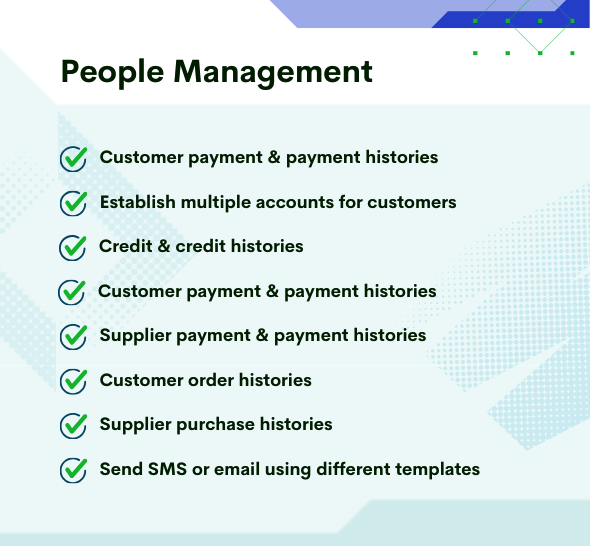 People Management
Customer payment & payment histories
Establish multiple accounts for customers
Credit & credit histories
Customer payment & payment histories
Supplier payment & payment histories
Customer order histories
Supplier purchase histories
Send SMS or email using different templates